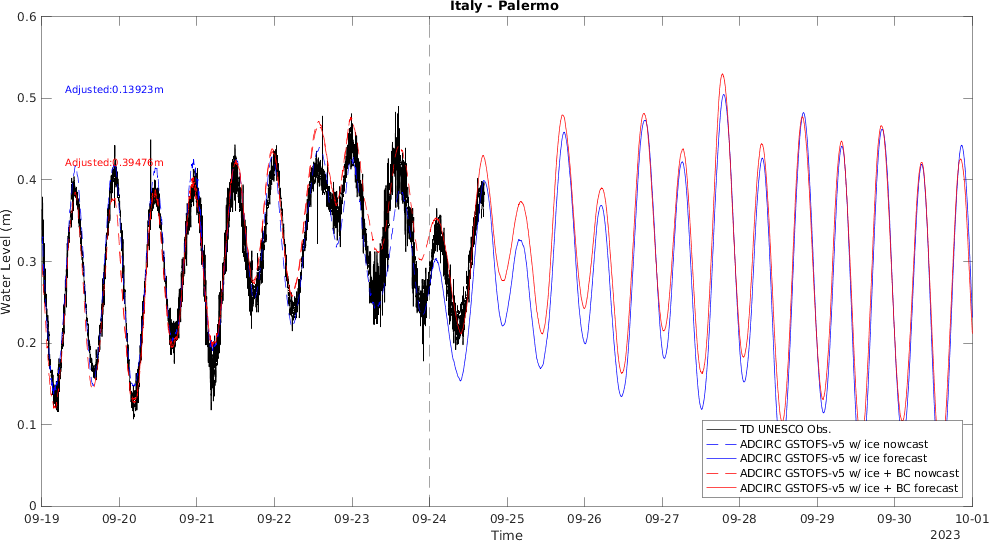 Italy - Palermo
0.6
0.5
0.4
0.3
0.2
0.1
0
Water Level (m)
Adjusted:0.13923m
Adjusted:0.39476m
TD UNESCO Obs.
ADCIRC GSTOFS-v5 w/ ice nowcast
ADCIRC GSTOFS-v5 w/ ice forecast
ADCIRC GSTOFS-v5 w/ ice + BC nowcast
ADCIRC GSTOFS-v5 w/ ice + BC forecast
09-19 09-20 09-21 09-22 09-23 09-24 09-25 09-26 09-27 09-28 09-29 09-30 10-01
Time
2023